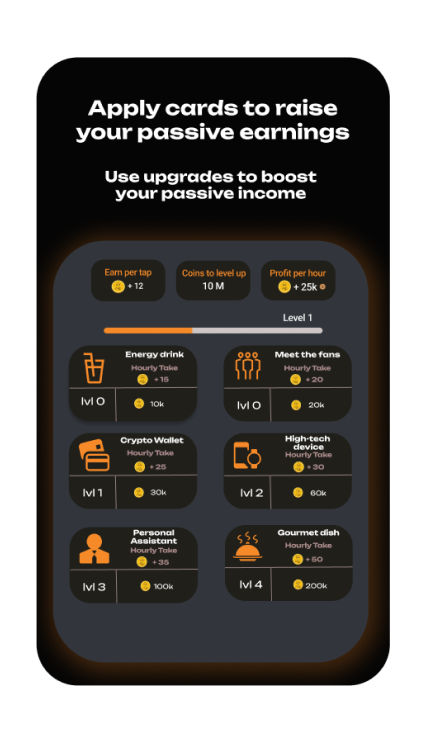 Apply cards to raise
your passive earnings
Use upgrades to boost
your passive income
Earn per tap
+ 12
Coins to level up
10 M
Profit per hour
+ 25k
Level 1
Energy drink
Hourly Take
+ 15
lvl 0
10k
Meet the fans
Hourly Take
+ 20
lvl 0
20k
Crypto Wallet
Hourly Take
+ 25
lvl 1
30k
High-tech
device
Hourly Take
+ 30
lvl 2
60k
Personal
Assistant
Hourly Take
+ 35
lvl 3
100k
Gourmet dish
Hourly Take
+ 50
lvl 4
200k